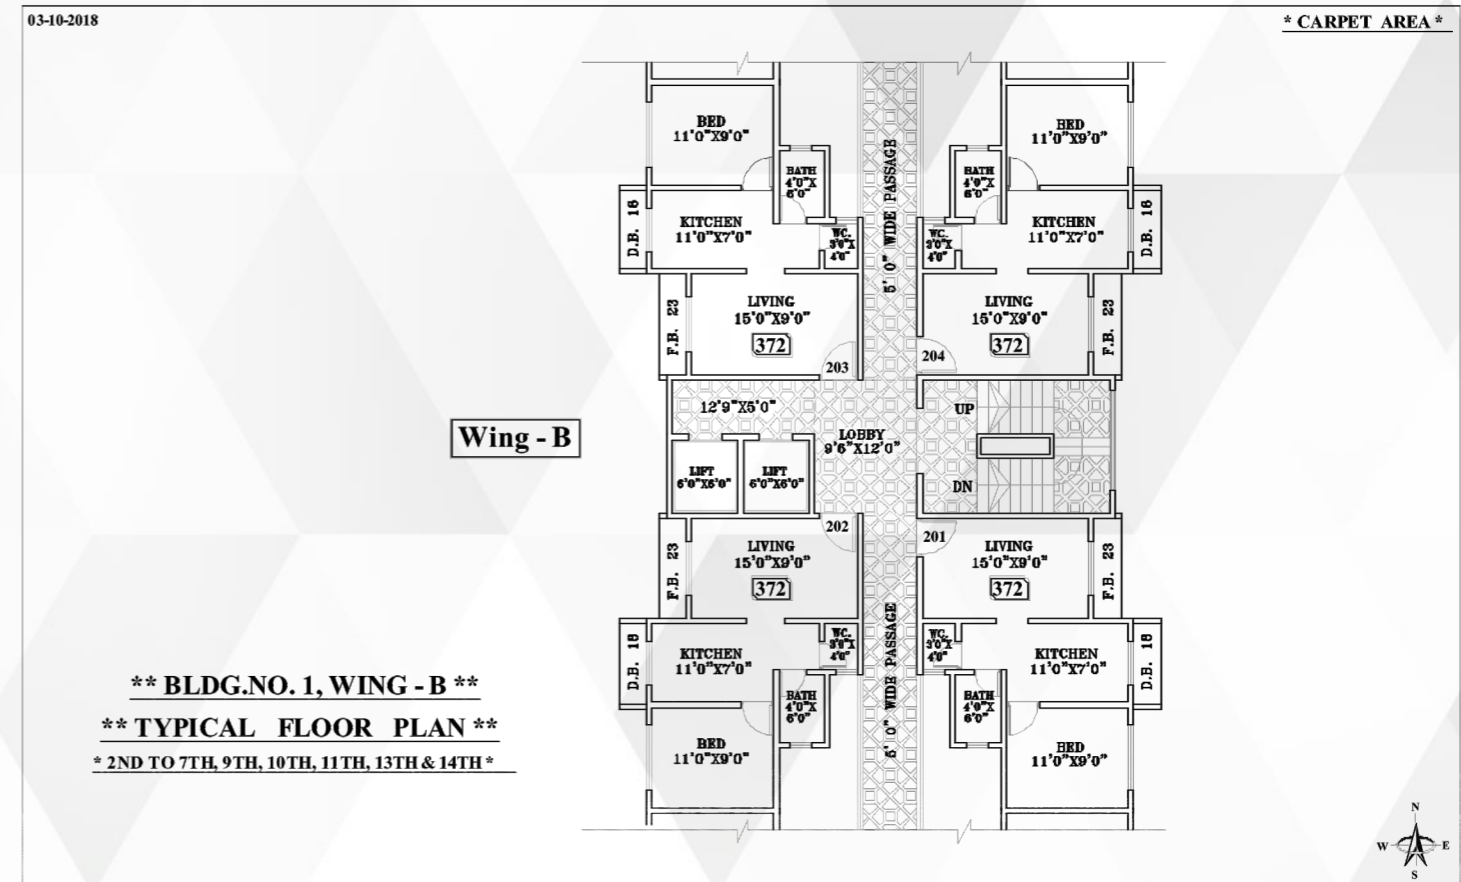 03-10-2018
* CARPET AREA *
BED
11'0"X9'0"
BED
11'0"X9'0"
BATH
4'0"X
6'0"
BATH
4'0"X
6'0"
5' 0" WIDE PASSAGE
D.B. 18
KITCHEN
11'0"X7'0"
WC.
3'0"X
4'0"
WC.
3'0"X
4'0"
KITCHEN
11'0"X7'0"
D.B. 18
F.B. 23
LIVING
15'0"X9'0"
372
203
204
LIVING
15'0"X9'0"
372
F.B. 23
12'9"X5'0"
UP
Wing - B
LOBBY
9'6"X12'0"
LIFT
6'0"X6'0"
LIFT
6'0"X6'0"
DN
202
201
F.B. 23
LIVING
15'0"X9'0"
372
LIVING
15'0"X9'0"
372
F.B. 23
D.B. 18
KITCHEN
11'0"X7'0"
WC.
3'0"X
4'0"
WC.
3'0"X
4'0"
KITCHEN
11'0"X7'0"
D.B. 18
5' 0" WIDE PASSAGE
BATH
4'0"X
6'0"
BATH
4'0"X
6'0"
BED
11'0"X9'0"
BED
11'0"X9'0"
** BLDG.NO. 1, WING - B **
** TYPICAL FLOOR PLAN **
* 2ND TO 7TH, 9TH, 10TH, 11TH, 13TH & 14TH *
N
W E
S